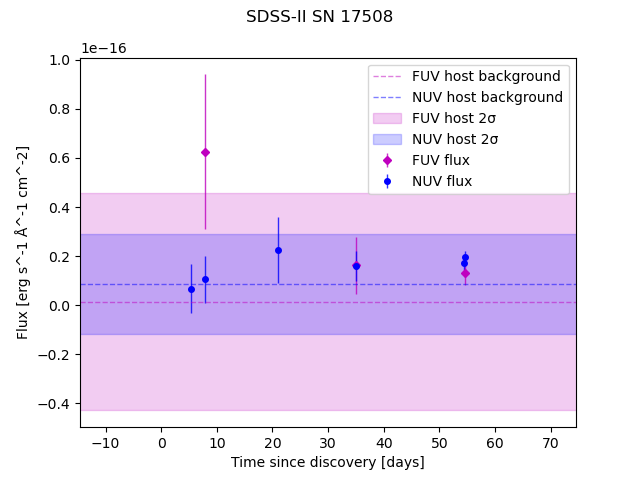 SDSS-II SN 17508
1e−16
FUV host background
NUV host background
FUV host 2σ
NUV host 2σ
FUV flux
NUV flux
1.0
0.8
0.6
0.4
0.2
0.0
−0.2
−0.4
Flux [erg s^-1 Å^-1 cm^-2]
−10
0
10
20
30
40
50
60
70
Time since discovery [days]